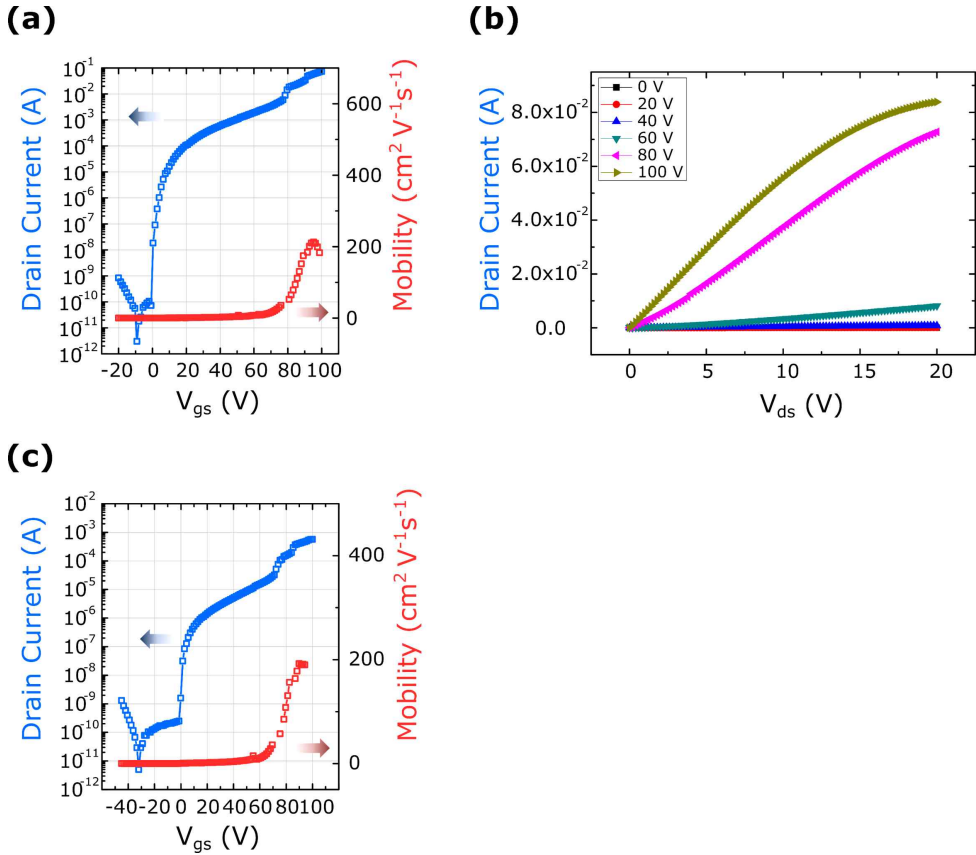 (a)
Drain Current (A)
10^-1
10^-2
10^-3
10^-4
10^-5
10^-6
10^-7
10^-8
10^-9
10^-10
10^-11
10^-12
-20 0 20 40 60 80 100
V_gs (V)
600
400
200
0
Mobility (cm^2 V^-1 s^-1)
(b)
Drain Current (A)
8.0x10^-2
6.0x10^-2
4.0x10^-2
2.0x10^-2
0.0
0 V
20 V
40 V
60 V
80 V
100 V
0 5 10 15 20
V_ds (V)
(c)
Drain Current (A)
10^-2
10^-3
10^-4
10^-5
10^-6
10^-7
10^-8
10^-9
10^-10
10^-11
10^-12
-40 -20 0 20 40 60 80 100
V_gs (V)
400
200
0
Mobility (cm^2 V^-1 s^-1)